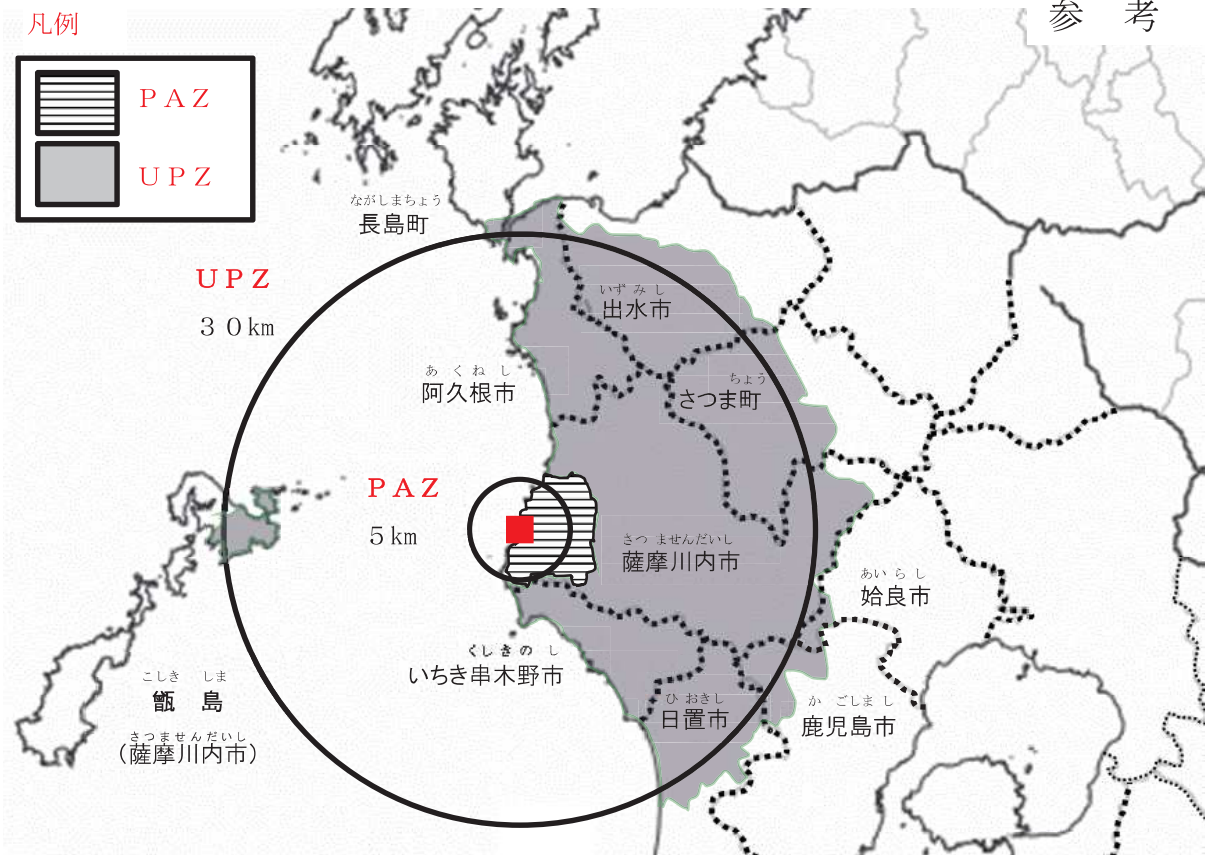 凡例
参 考
ＰＡＺ
ＵＰＺ
ながしまちょう
長島町
ＵＰＺ
３０km
いずみし
出水市
あくねし
阿久根市
ちょう
さつま町
ＰＡＺ
５km
さつませんだいし
薩摩川内市
あいらし
姶良市
くしきの し
いちき串木野市
こしき しま
甑 島
さつませんだいし
（薩摩川内市）
ひおきし
日置市
かごしまし
鹿児島市